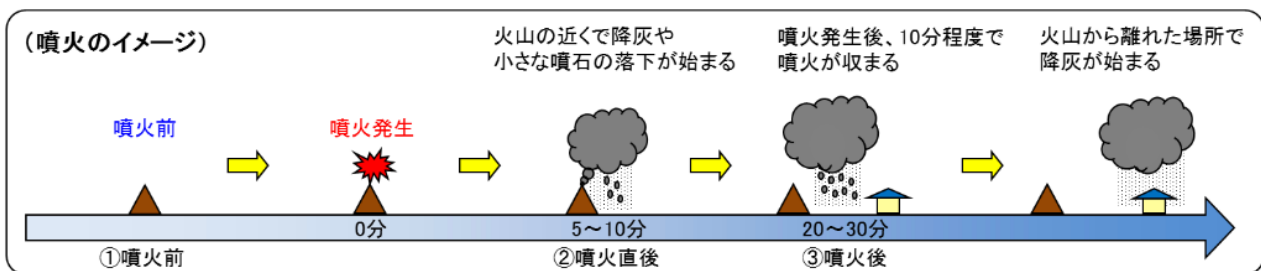 (噴火のイメージ)
噴火前
噴火発生
火山の近くで降灰や
小さな噴石の落下が始まる
噴火発生後、10分程度で
噴火が収まる
火山から離れた場所で
降灰が始まる
0分
5～10分
20～30分
①噴火前
②噴火直後
③噴火後